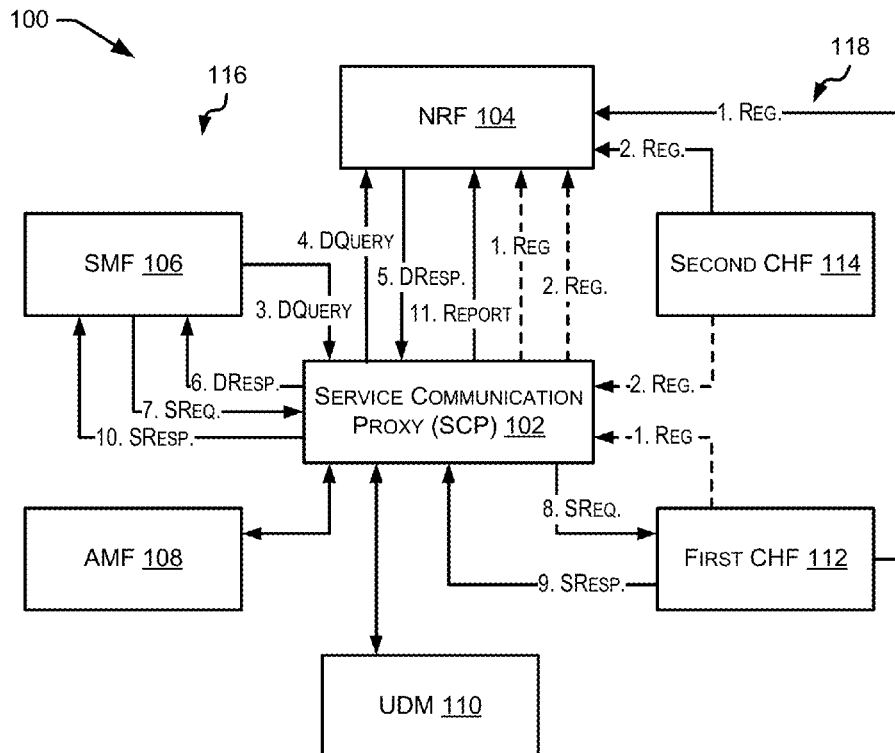 100
116
118
NRF 104
1. REG.
2. REG.
4. DQUERY
5. DRESP.
11. REPORT
1. REG
2. REG.
SMF 106
3. DQUERY
SECOND CHF 114
6. DRESP.
7. SREQ.
10. SRESP.
SERVICE COMMUNICATION
PROXY (SCP) 102
2. REG.
1. REG
8. SREQ.
9. SRESP.
AMF 108
FIRST CHF 112
UDM 110